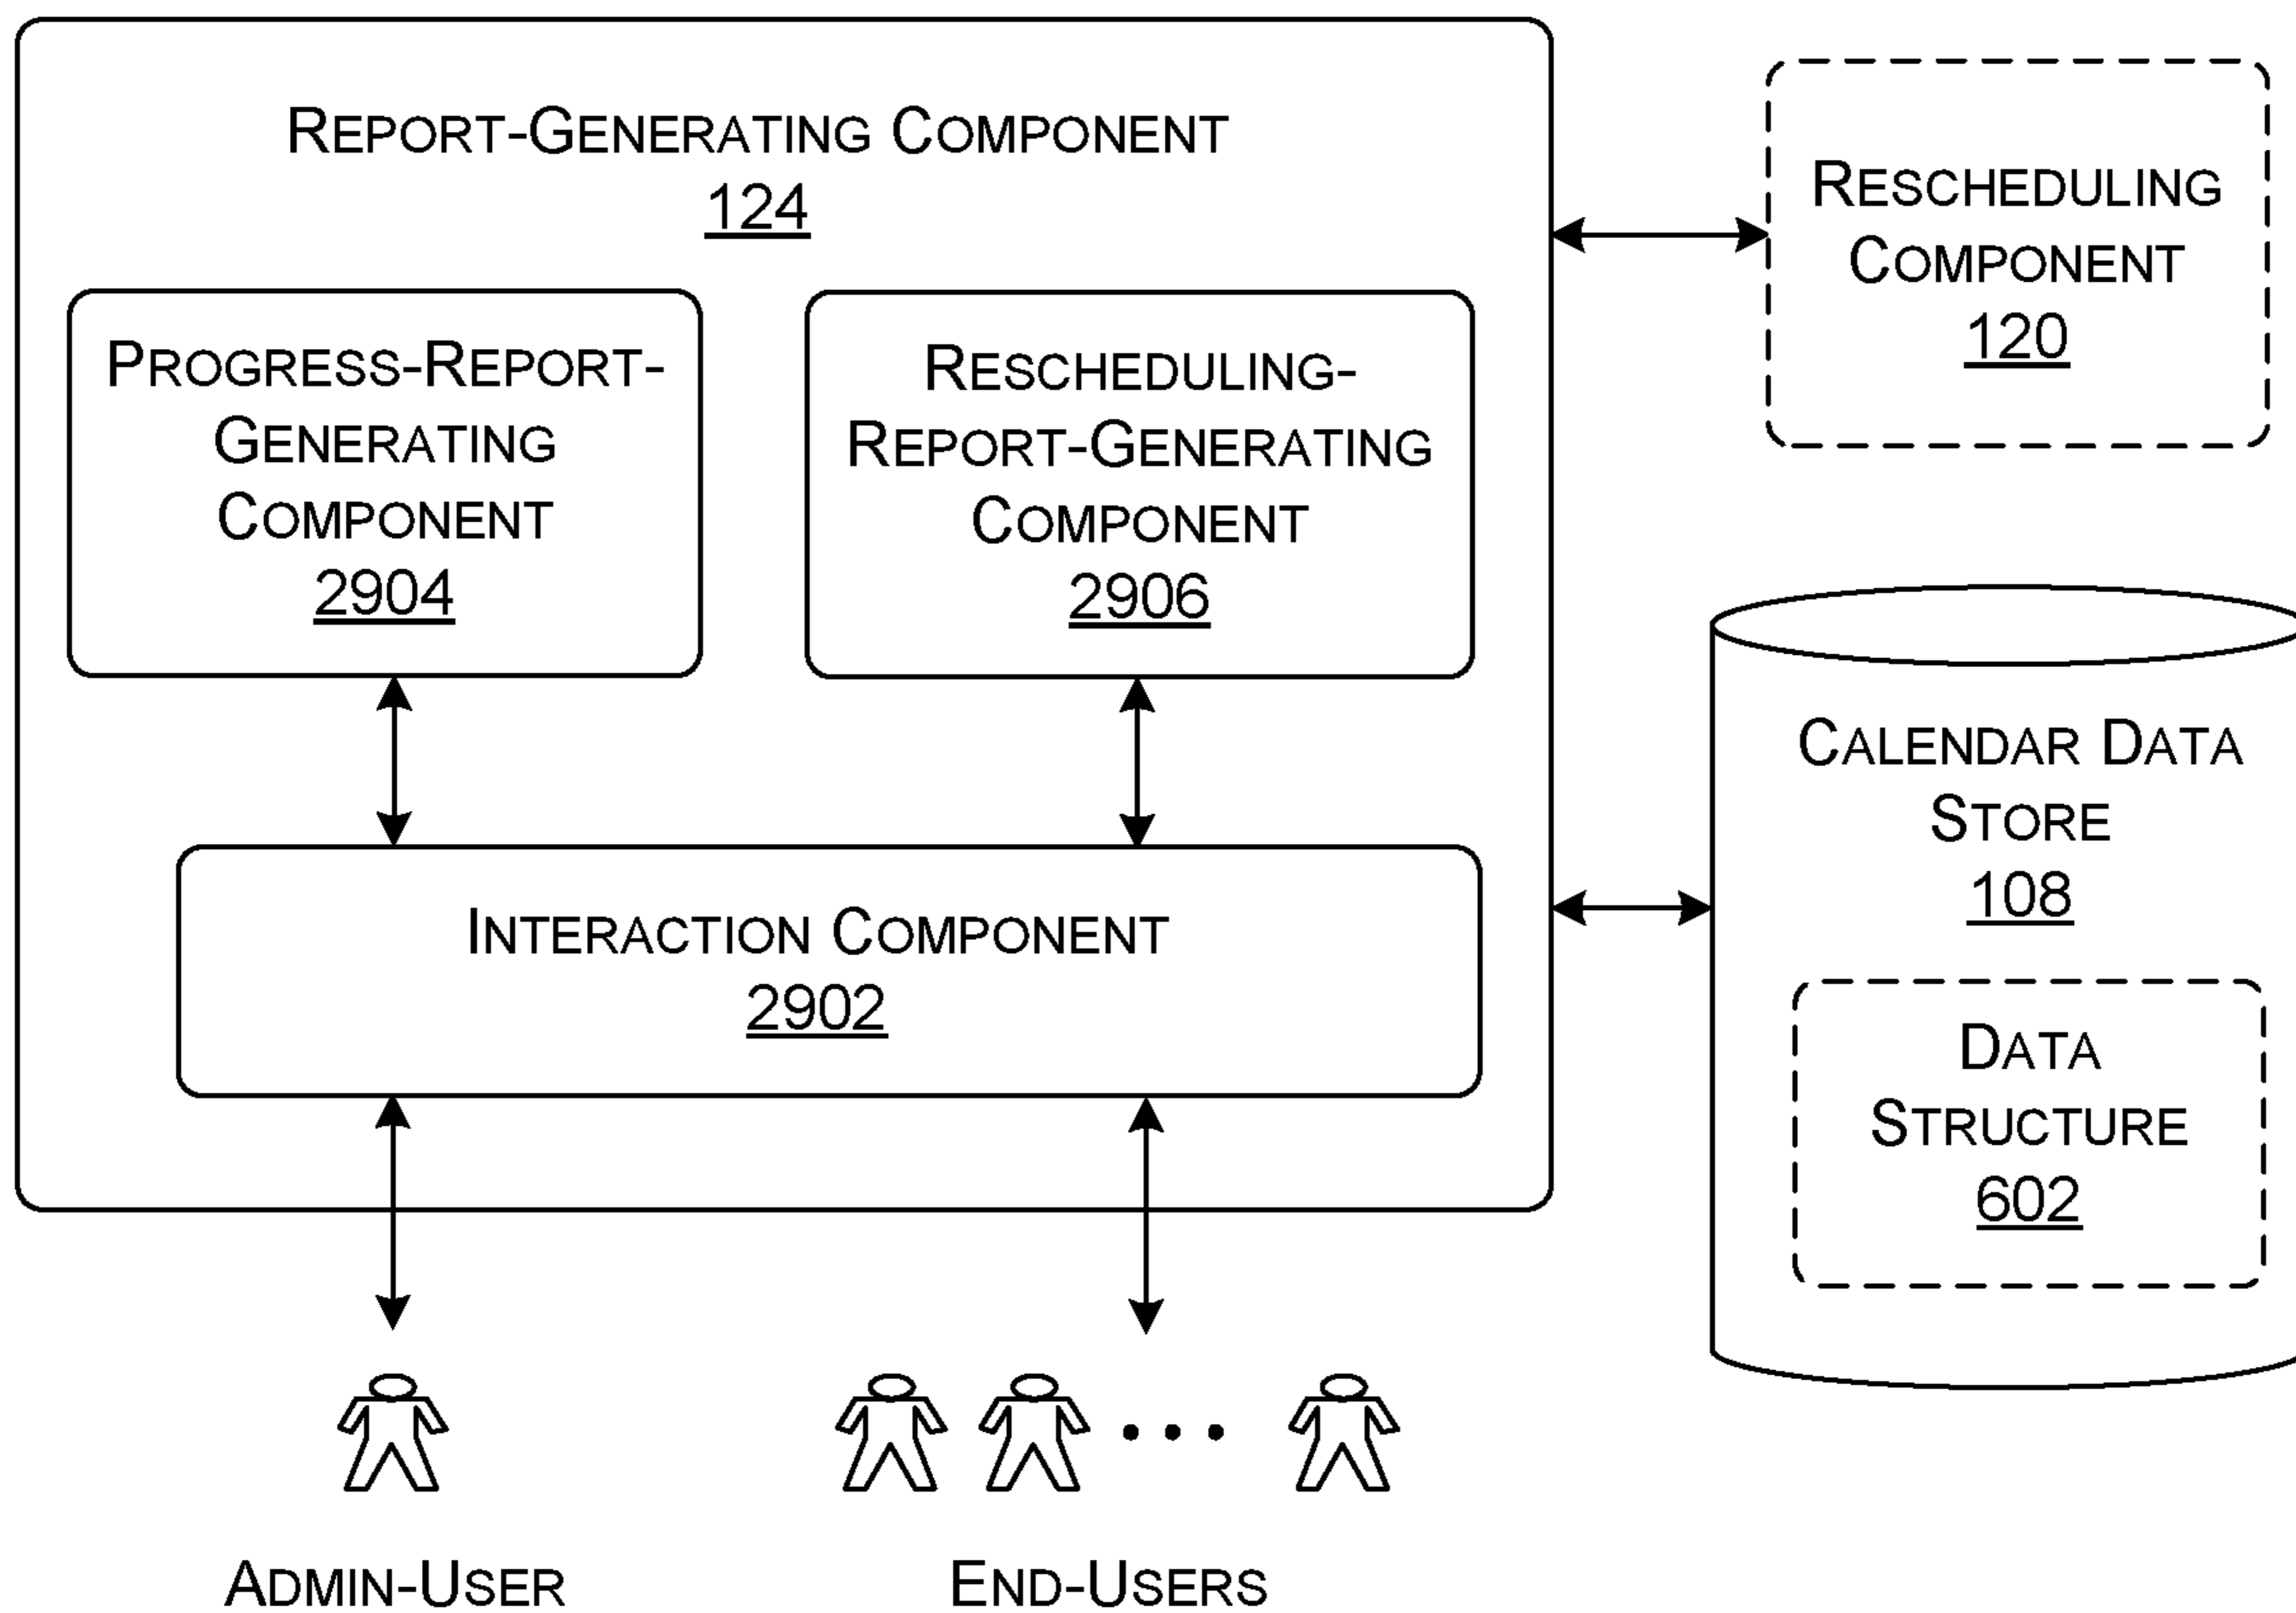 REPORT-GENERATING COMPONENT
124
PROGRESS-REPORT-
GENERATING
COMPONENT
2904
RESCHEDULING-
REPORT-GENERATING
COMPONENT
2906
INTERACTION COMPONENT
2902
RESCHEDULING
COMPONENT
120
CALENDAR DATA
STORE
108
DATA
STRUCTURE
602
ADMIN-USER
END-USERS